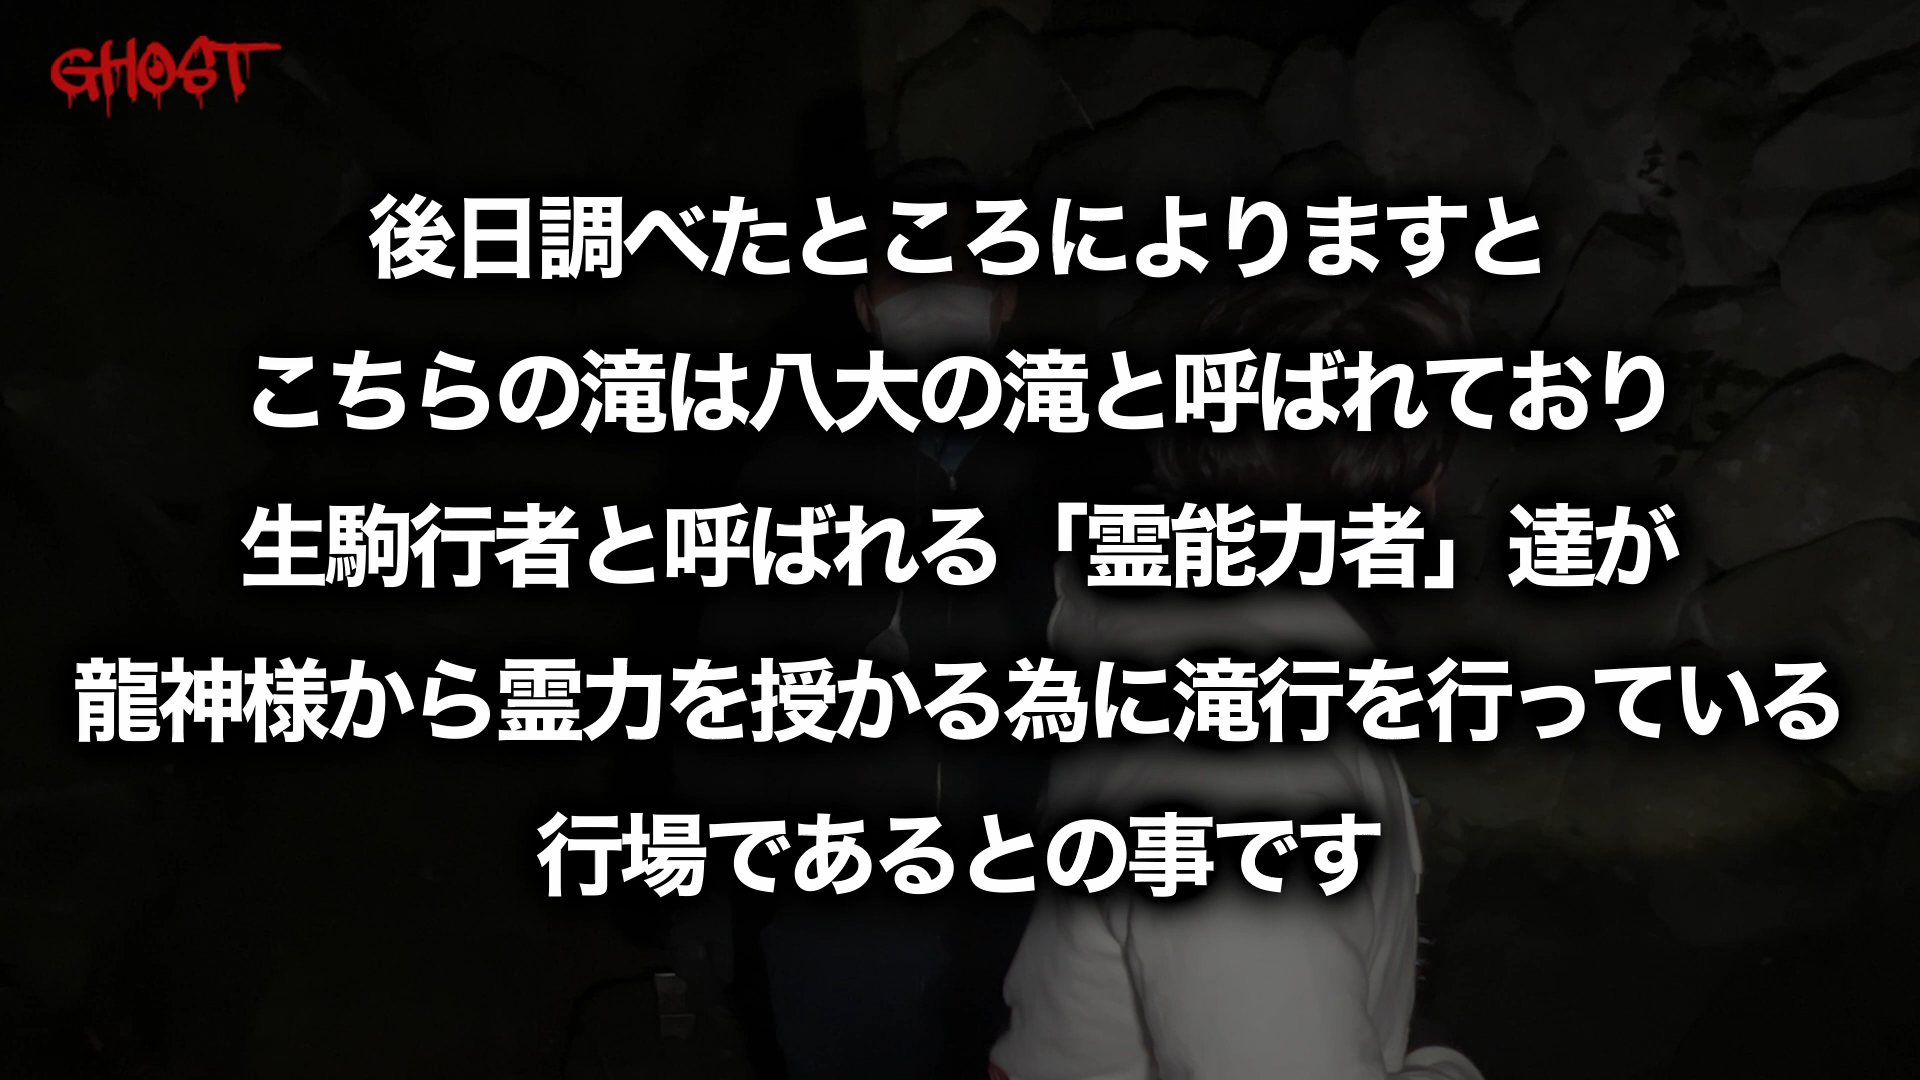 GHOST
後日調べたところによりますと
こちらの滝は八大の滝と呼ばれており
生駒行者と呼ばれる「霊能力者」達が
龍神様から霊力を授かる為に滝行を行っている
行場であるとの事です